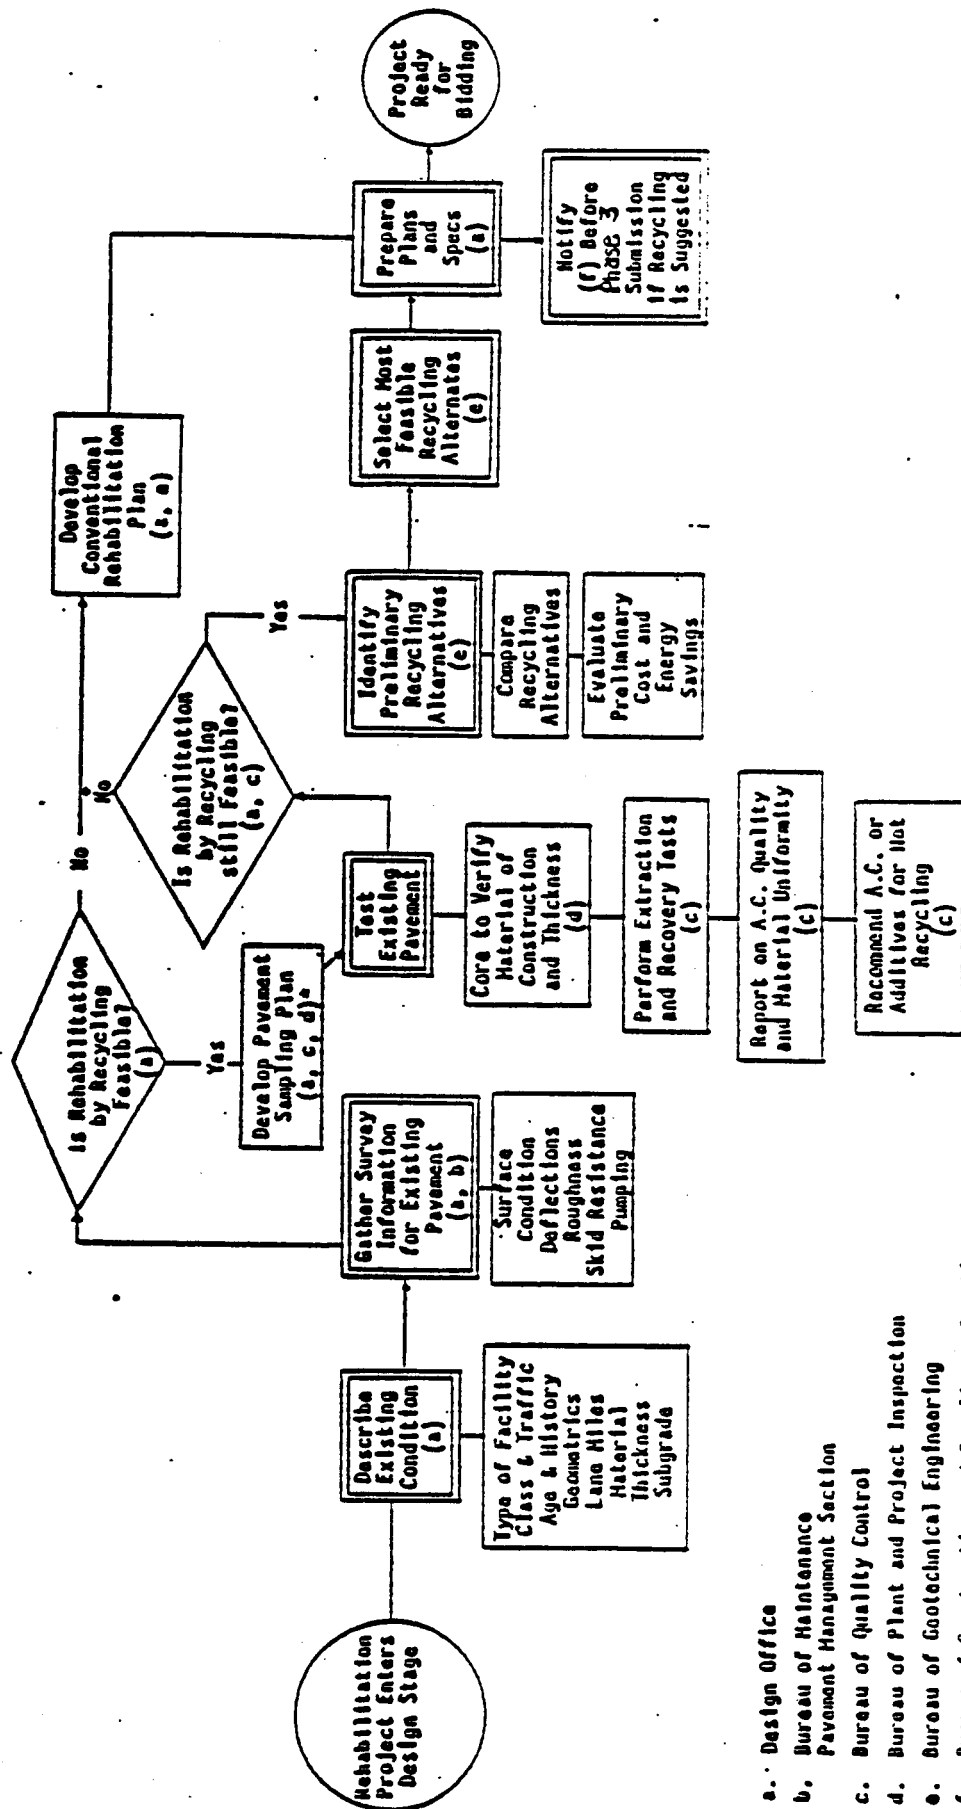 Rehabilitation
Project Enters
Design Stage
Describe
Existing
Condition
(a)
Type of Facility
Class & Traffic
Age & History
Geometrics
Lane Miles
Material
Thickness
Subgrade
Gather Survey
Information
for Existing
Pavement
(a, b)
Surface
Condition
Deflections
Roughness
Skid Resistance
Pumping
Is Rehabilitation
by Recycling
Feasible?
(a)
No
Yes
Develop Pavement
Sampling Plan
(a, c, d)*
Test
Existing
Pavement
Core to Verify
Material of
Construction
and Thickness
(d)
Perform Extraction
and Recovery Tests
(c)
Report on A.C. Quality
and Material Uniformity
(c)
Recommend A.C. or
Additives for Hot
Recycling
(c)
Is Rehabilitation
by Recycling
still Feasible?
(a, c)
No
Yes
Identify
Preliminary
Recycling
Alternatives
(e)
Compare
Recycling
Alternatives
Evaluate
Preliminary
Cost and
Energy
Savings
Develop
Conventional
Rehabilitation
Plan
(a, e)
Select Most
Feasible
Recycling
Alternates
(e)
Prepare
Plans
and
Specs
(a)
Notify
(f) Before
Phase 3
Submission
if Recycling
is Suggested
Project
Ready
for
Bidding
a. Design Office
b. Bureau of Maintenance
Pavement Managment Section
c. Bureau of Quality Control
d. Bureau of Plant and Project Inspection
e. Bureau of Geotechnical Engineering